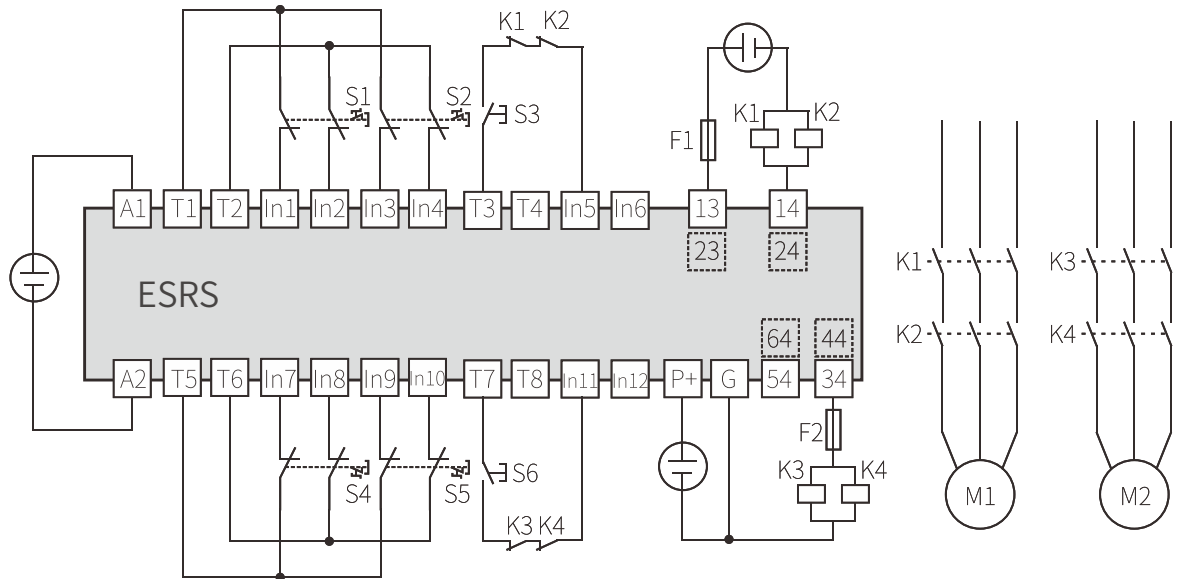 K1 K2
S1 S2 S3
F1 K1 K2
A1 T1 T2 In1 In2 In3 In4 T3 T4 In5 In6 13 14
23 24
ESRS
K1 K3
K2 K4
64 44
A2 T5 T6 In7 In8 In9 In10 T7 T8 In11 In12 P+ G 54 34
F2
S4 S5 S6 K3 K4
M1 M2
K3 K4